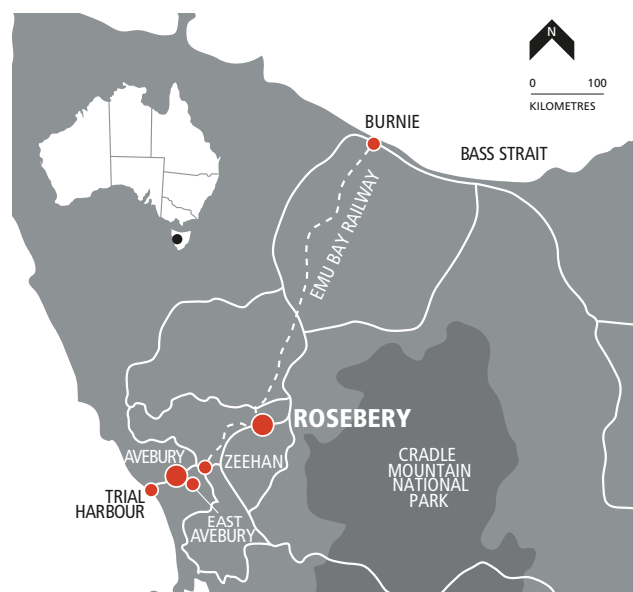 N
0 100
KILOMETRES
BURNIE
BASS STRAIT
EMU BAY RAILWAY
ROSEBERY
AVEBURY
ZEEHAN
CRADLE
MOUNTAIN
NATIONAL
PARK
TRIAL
HARBOUR
EAST
AVEBURY